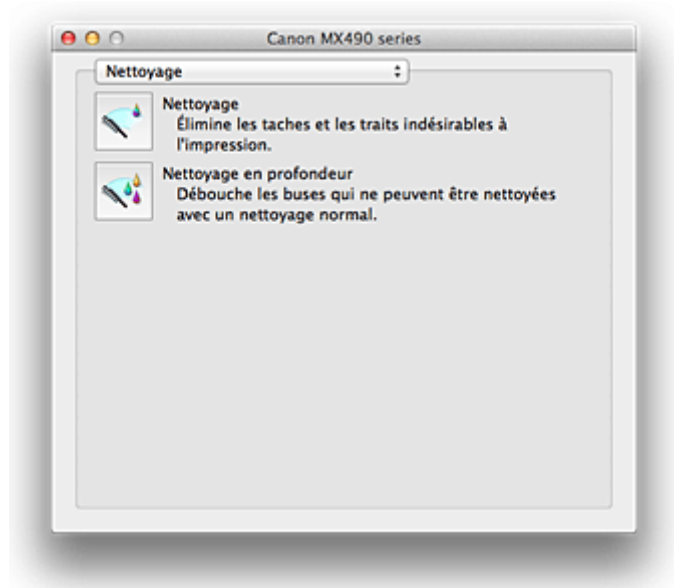 Canon MX490 series
Nettoyage
Nettoyage
Élimine les taches et les traits indésirables à
l'impression.
Nettoyage en profondeur
Débouche les buses qui ne peuvent être nettoyées
avec un nettoyage normal.